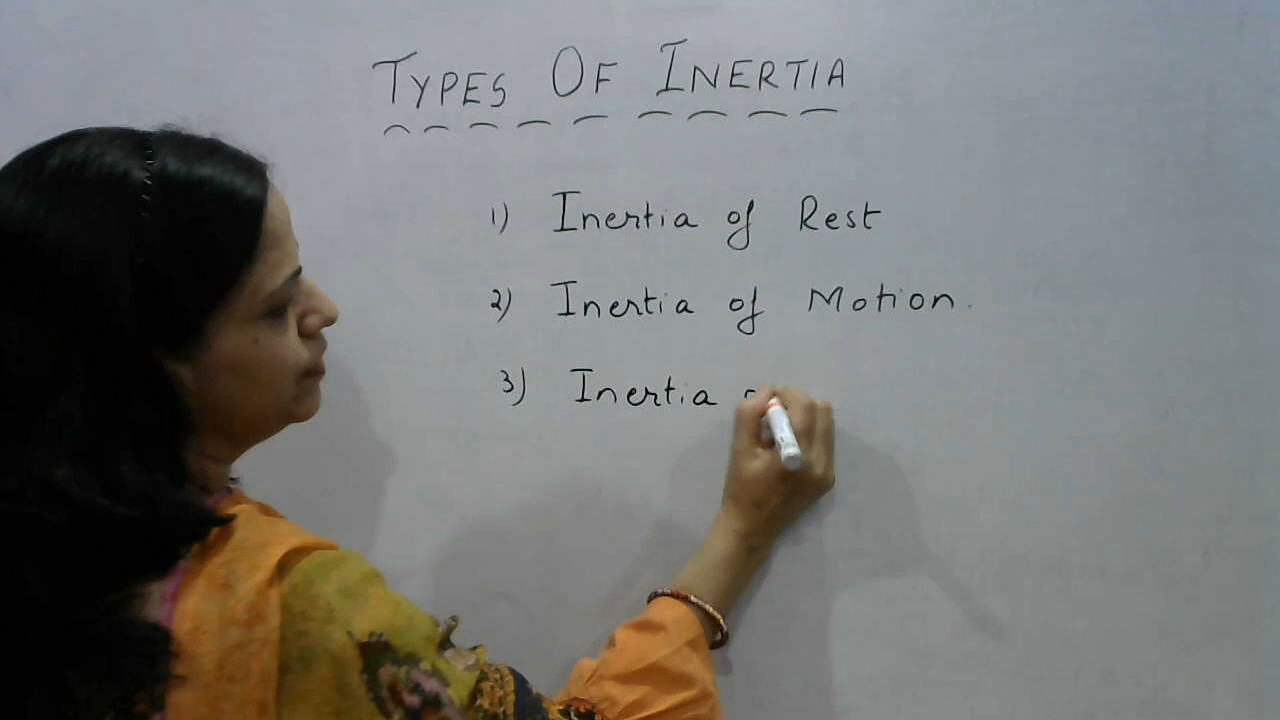 TYPES OF INERTIA
1) Inertia of Rest
2) Inertia of Motion.
3) Inertia